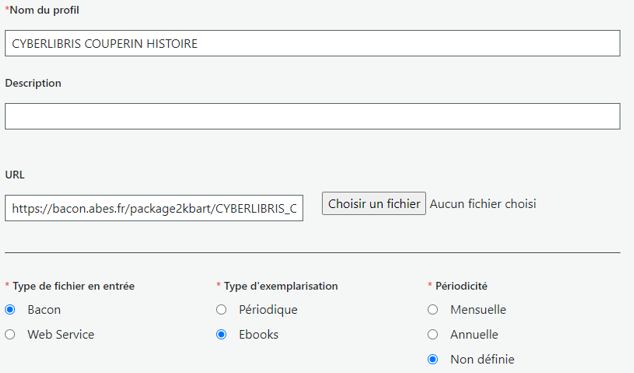 *Nom du profil
CYBERLIBRIS COUPERIN HISTOIRE
Description
URL
https://bacon.abes.fr/package2kbart/CYBERLIBRIS_C Choisir un fichier Aucun fichier choisi
* Type de fichier en entrée * Type d'exemplarisation * Périodicité
Bacon Périodique Mensuelle
Web Service Ebooks Annuelle
Non définie